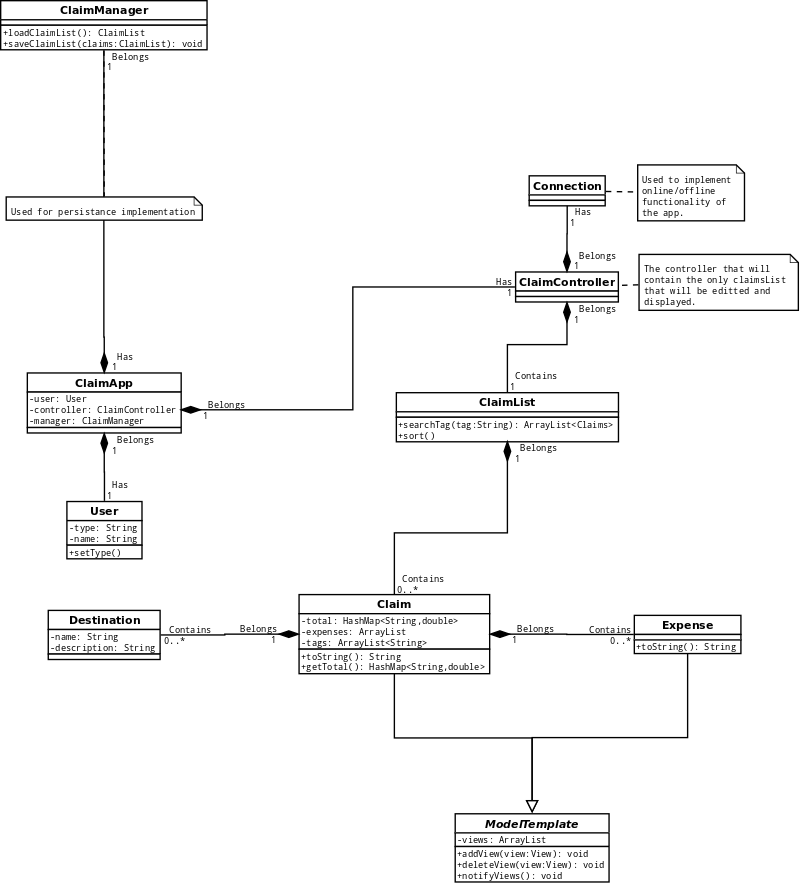 ClaimManager
+loadClaimList(): ClaimList
+saveClaimList(claims:ClaimList): void
Belongs
1
Used for persistance implementation
Connection
Used to implement
online/offline
functionality of
the app.
Has
1
Belongs
1
Has
1
ClaimController
The controller that will
contain the only claimsList
that will be editted and
displayed.
Belongs
1
Has
1
ClaimApp
-user: User
-controller: ClaimController
-manager: ClaimManager
Belongs
1
Belongs
1
Contains
1
ClaimList
+searchTag(tag:String): ArrayList<Claims>
+sort()
Belongs
1
Has
1
User
-type: String
-name: String
+setType()
Contains
0..*
Claim
-total: HashMap<String,double>
-expenses: ArrayList
-tags: ArrayList<String>
+toString(): String
+getTotal(): HashMap<String,double>
Destination
-name: String
-description: String
Contains
0..*
Belongs
1
Belongs
1
Contains
0..*
Expense
+toString(): String
ModelTemplate
-views: ArrayList
+addView(view:View): void
+deleteView(view:View): void
+notifyViews(): void